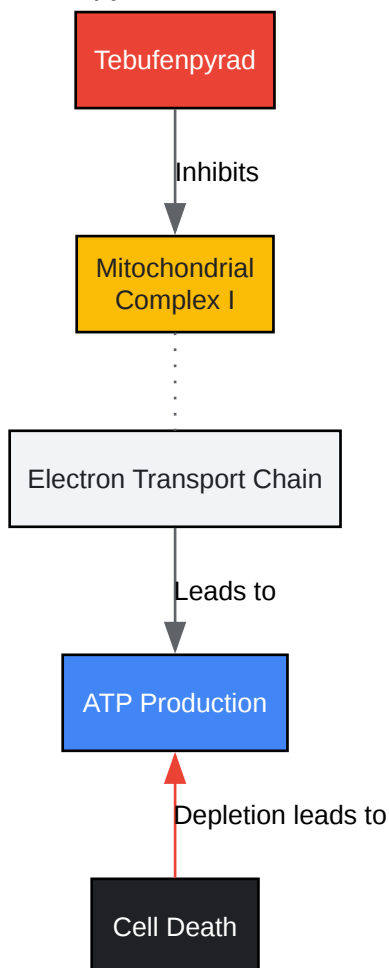 Tebufenpyrad
Inhibits
Mitochondrial
Complex I
Electron Transport Chain
Leads to
ATP Production
Depletion leads to
Cell Death